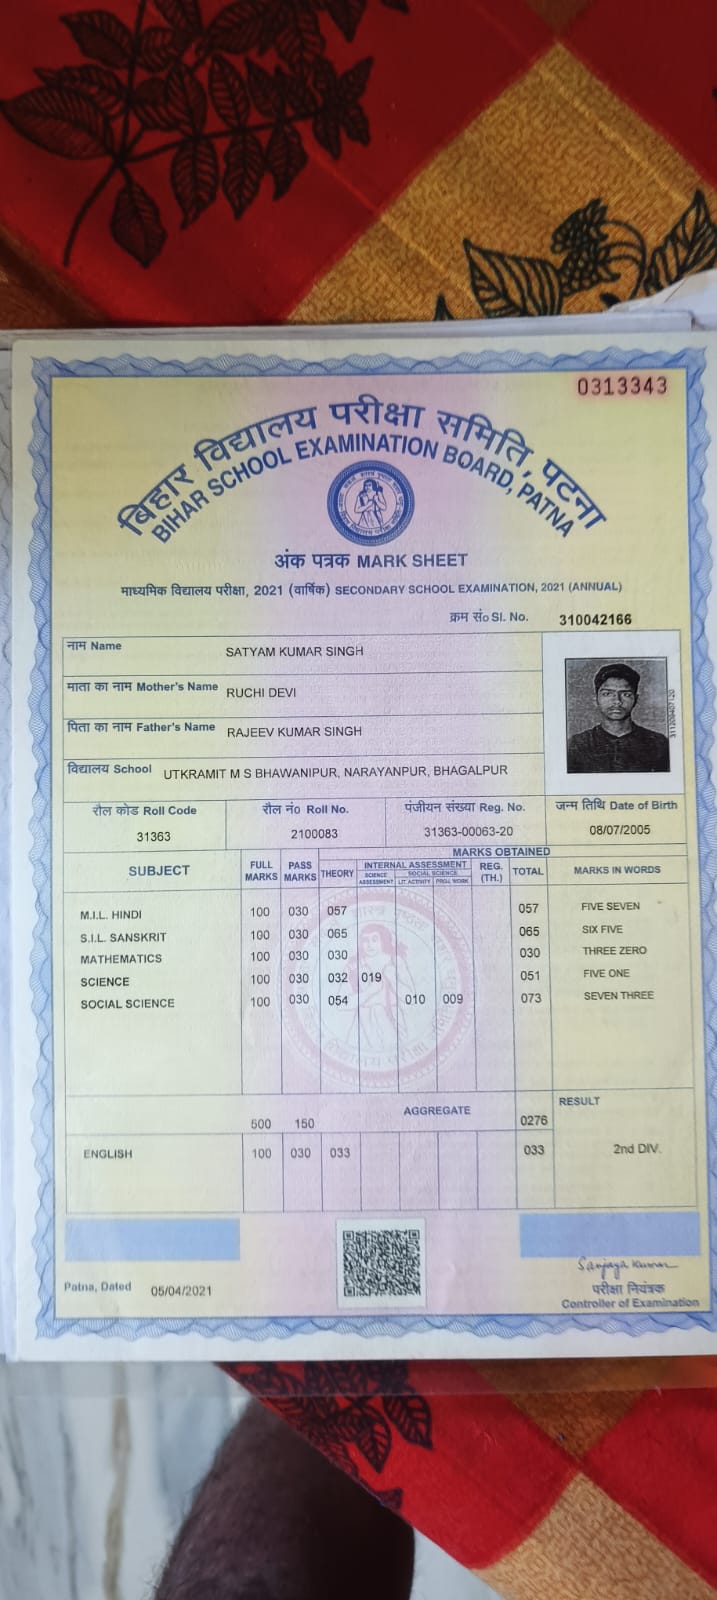 0313343
बिहार विद्यालय परीक्षा समिति, पटना
BIHAR SCHOOL EXAMINATION BOARD, PATNA
अंक पत्रक MARK SHEET
माध्यमिक विद्यालय परीक्षा, 2021 (वार्षिक) SECONDARY SCHOOL EXAMINATION, 2021 (ANNUAL)
क्रम सं० Sl. No. 310042166
नाम Name SATYAM KUMAR SINGH
माता का नाम Mother's Name RUCHI DEVI
पिता का नाम Father's Name RAJEEV KUMAR SINGH
विद्यालय School UTKRAMIT M S BHAWANIPUR, NARAYANPUR, BHAGALPUR
रौल कोड Roll Code रौल नं० Roll No. पंजीयन संख्या Reg. No. जन्म तिथि Date of Birth
31363 2100083 31363-00063-20 08/07/2005
MARKS OBTAINED
SUBJECT FULL MARKS PASS MARKS THEORY INTERNAL ASSESSMENT REG. (TH.) TOTAL MARKS IN WORDS
SCIENCE ASSESSMENT SOCIAL SCIENCE
LIT. ACTIVITY PROJ. WORK
M.I.L. HINDI 100 030 057 057 FIVE SEVEN
S.I.L. SANSKRIT 100 030 065 065 SIX FIVE
MATHEMATICS 100 030 030 030 THREE ZERO
SCIENCE 100 030 032 019 051 FIVE ONE
SOCIAL SCIENCE 100 030 054 010 009 073 SEVEN THREE
500 150 AGGREGATE 0276 RESULT
ENGLISH 100 030 033 033 2nd DIV.
Patna, Dated 05/04/2021
Sanjaya Kumar
परीक्षा नियंत्रक
Controller of Examination